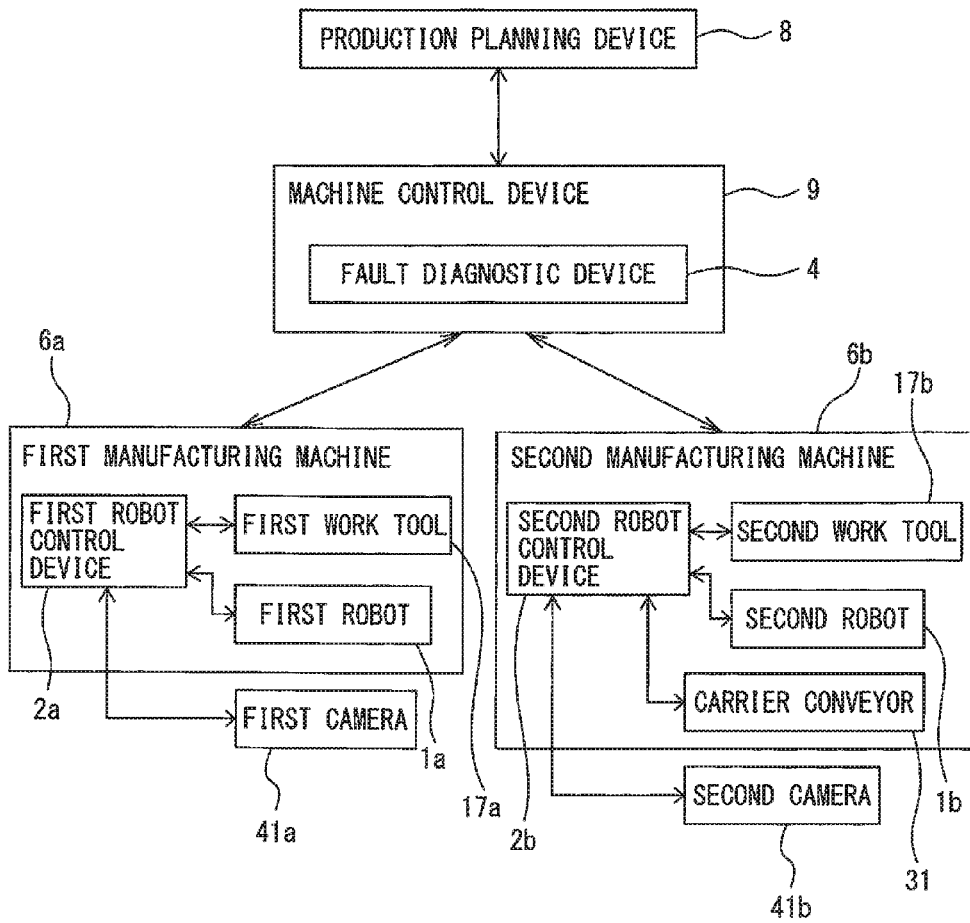 PRODUCTION PLANNING DEVICE
8
MACHINE CONTROL DEVICE
9
FAULT DIAGNOSTIC DEVICE
4
6a
6b
17b
FIRST MANUFACTURING MACHINE
FIRST ROBOT
CONTROL
DEVICE
FIRST WORK TOOL
FIRST ROBOT
2a
FIRST CAMERA
1a
17a
41a
SECOND MANUFACTURING MACHINE
SECOND ROBOT
CONTROL
DEVICE
SECOND WORK TOOL
SECOND ROBOT
CARRIER CONVEYOR
SECOND CAMERA
1b
2b
31
41b